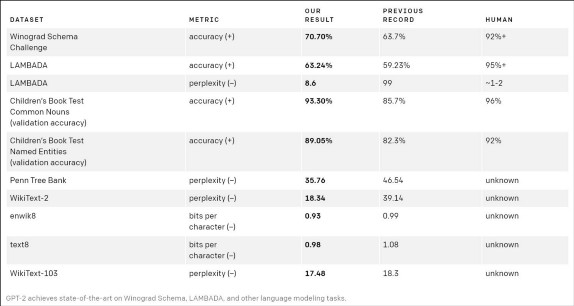 DATASET METRIC OUR RESULT PREVIOUS RECORD HUMAN
Winograd Schema Challenge accuracy (+) 70.70% 63.7% 92%+
LAMBADA accuracy (+) 63.24% 59.23% 95%+
LAMBADA perplexity (–) 8.6 99 ~1-2
Children's Book Test Common Nouns (validation accuracy) accuracy (+) 93.30% 85.7% 96%
Children's Book Test Named Entities (validation accuracy) accuracy (+) 89.05% 82.3% 92%
Penn Tree Bank perplexity (–) 35.76 46.54 unknown
WikiText-2 perplexity (–) 18.34 39.14 unknown
enwik8 bits per character (–) 0.93 0.99 unknown
text8 bits per character (–) 0.98 1.08 unknown
WikiText-103 perplexity (–) 17.48 18.3 unknown
GPT-2 achieves state-of-the-art on Winograd Schema, LAMBADA, and other language modeling tasks.